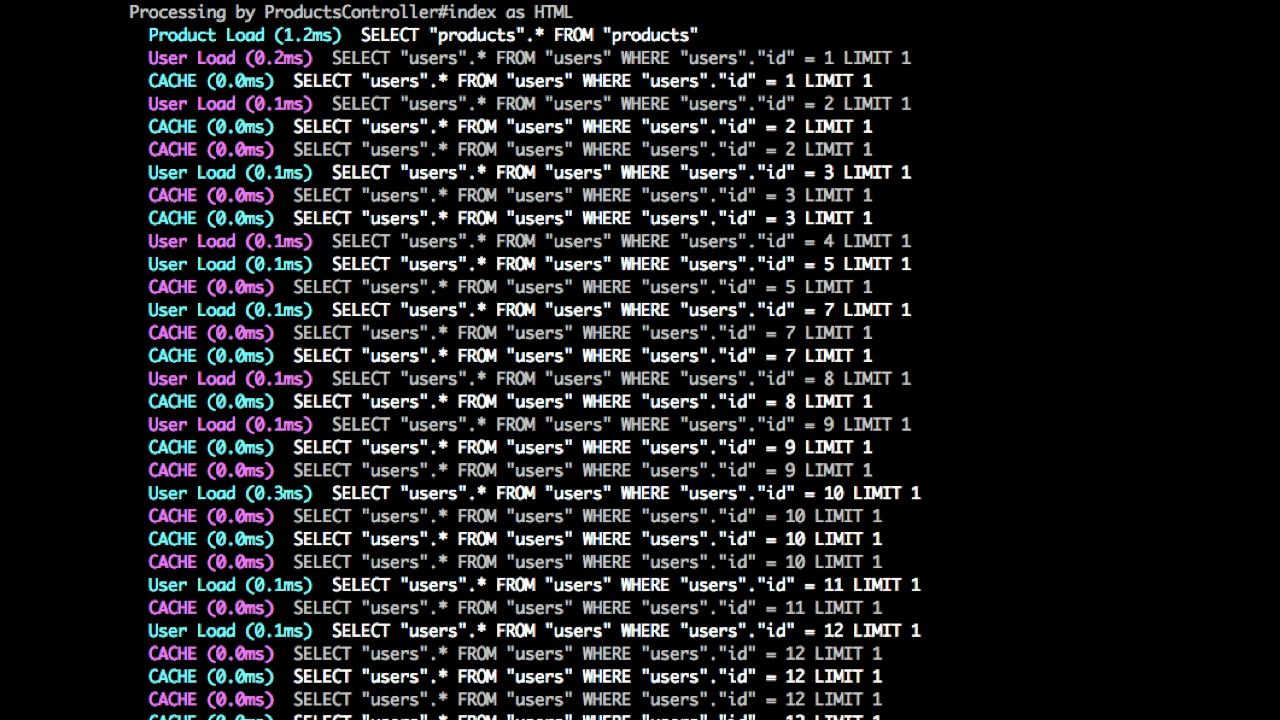 Processing by ProductsController#index as HTML
Product Load (1.2ms)  SELECT "products".* FROM "products"
User Load (0.2ms)  SELECT "users".* FROM "users" WHERE "users"."id" = 1 LIMIT 1
CACHE (0.0ms)  SELECT "users".* FROM "users" WHERE "users"."id" = 1 LIMIT 1
User Load (0.1ms)  SELECT "users".* FROM "users" WHERE "users"."id" = 2 LIMIT 1
CACHE (0.0ms)  SELECT "users".* FROM "users" WHERE "users"."id" = 2 LIMIT 1
CACHE (0.0ms)  SELECT "users".* FROM "users" WHERE "users"."id" = 2 LIMIT 1
User Load (0.1ms)  SELECT "users".* FROM "users" WHERE "users"."id" = 3 LIMIT 1
CACHE (0.0ms)  SELECT "users".* FROM "users" WHERE "users"."id" = 3 LIMIT 1
CACHE (0.0ms)  SELECT "users".* FROM "users" WHERE "users"."id" = 3 LIMIT 1
User Load (0.1ms)  SELECT "users".* FROM "users" WHERE "users"."id" = 4 LIMIT 1
User Load (0.1ms)  SELECT "users".* FROM "users" WHERE "users"."id" = 5 LIMIT 1
CACHE (0.0ms)  SELECT "users".* FROM "users" WHERE "users"."id" = 5 LIMIT 1
User Load (0.1ms)  SELECT "users".* FROM "users" WHERE "users"."id" = 7 LIMIT 1
CACHE (0.0ms)  SELECT "users".* FROM "users" WHERE "users"."id" = 7 LIMIT 1
CACHE (0.0ms)  SELECT "users".* FROM "users" WHERE "users"."id" = 7 LIMIT 1
User Load (0.1ms)  SELECT "users".* FROM "users" WHERE "users"."id" = 8 LIMIT 1
CACHE (0.0ms)  SELECT "users".* FROM "users" WHERE "users"."id" = 8 LIMIT 1
User Load (0.1ms)  SELECT "users".* FROM "users" WHERE "users"."id" = 9 LIMIT 1
CACHE (0.0ms)  SELECT "users".* FROM "users" WHERE "users"."id" = 9 LIMIT 1
CACHE (0.0ms)  SELECT "users".* FROM "users" WHERE "users"."id" = 9 LIMIT 1
User Load (0.3ms)  SELECT "users".* FROM "users" WHERE "users"."id" = 10 LIMIT 1
CACHE (0.0ms)  SELECT "users".* FROM "users" WHERE "users"."id" = 10 LIMIT 1
CACHE (0.0ms)  SELECT "users".* FROM "users" WHERE "users"."id" = 10 LIMIT 1
CACHE (0.0ms)  SELECT "users".* FROM "users" WHERE "users"."id" = 10 LIMIT 1
User Load (0.1ms)  SELECT "users".* FROM "users" WHERE "users"."id" = 11 LIMIT 1
CACHE (0.0ms)  SELECT "users".* FROM "users" WHERE "users"."id" = 11 LIMIT 1
User Load (0.1ms)  SELECT "users".* FROM "users" WHERE "users"."id" = 12 LIMIT 1
CACHE (0.0ms)  SELECT "users".* FROM "users" WHERE "users"."id" = 12 LIMIT 1
CACHE (0.0ms)  SELECT "users".* FROM "users" WHERE "users"."id" = 12 LIMIT 1
CACHE (0.0ms)  SELECT "users".* FROM "users" WHERE "users"."id" = 12 LIMIT 1